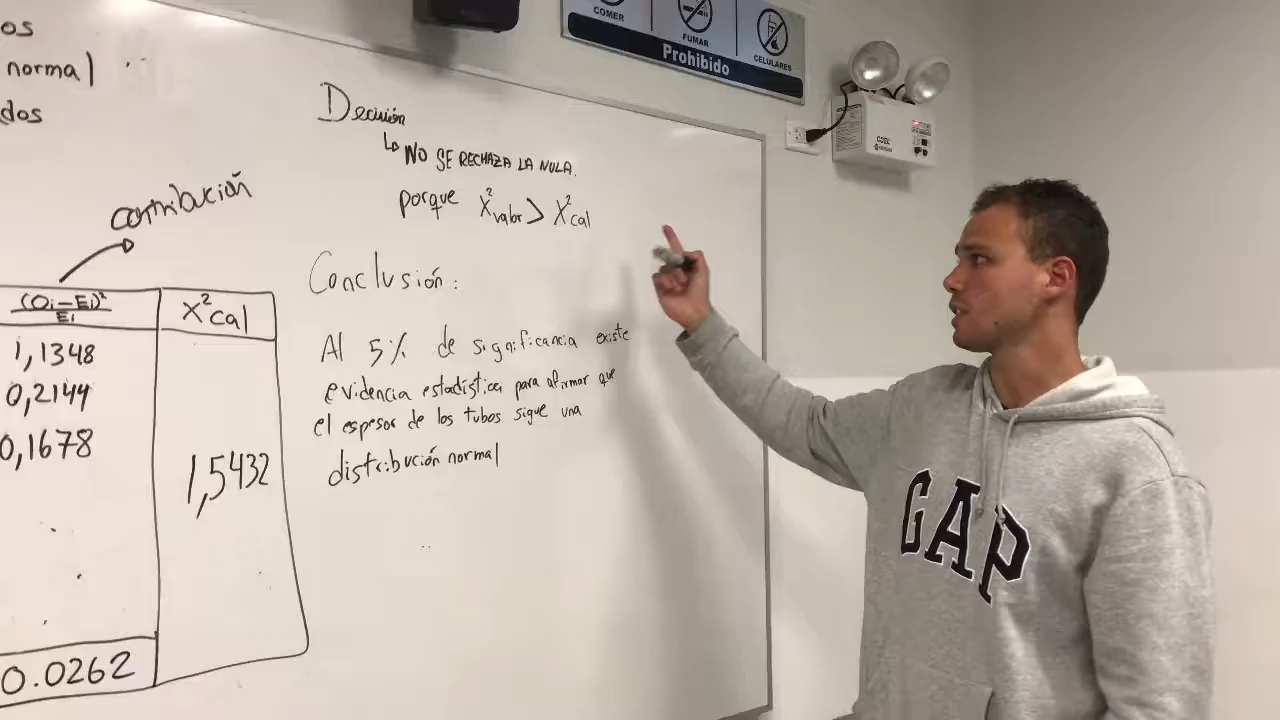 os
normal
dos
contribución
(Oi-Ei)²
Ei
X²cal
1,1348
0,2144
0,1678
1,5432
0.0262
Decisión
↳ NO SE RECHAZA LA NULA.
porque X²valor > X²cal
Conclusión:
Al 5% de significancia existe
evidencia estadística para afirmar que
el espesor de los tubos sigue una
distribución normal
COMER
FUMAR
CELULARES
Prohibido
GAP